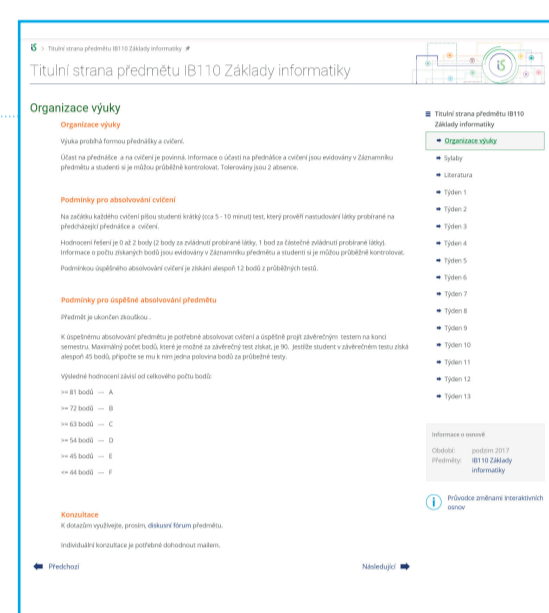 iS > Titulní strana předmětu IB110 Základy informatiky
Titulní strana předmětu IB110 Základy informatiky
iS
Organizace výuky
Organizace výuky
Výuka probíhá formou přednášky a cvičení.
Účast na přednášce a na cvičení je povinná. Informace o účasti na přednášce a cvičení jsou evidovány v Záznamníku
předmětu a studenti si je můžou průběžně kontrolovat. Tolerovány jsou 2 absence.
Podmínky pro absolvování cvičení
Na začátku každého cvičení píšou studenti krátký (cca 5 - 10 minut) test, který prověří nastudování látky probírané na
předcházející přednášce a cvičení.
Hodnocení řešení je 0 až 2 body (2 body za zvládnutí probírané látky, 1 bod za částečné zvládnutí probírané látky).
Informace o počtu získaných bodů jsou evidovány v Záznamníku předmětu a studenti si je můžou průběžně kontrolovat.
Podmínkou úspěšného absolvování cvičení je získání alespoň 12 bodů z průběžných testů.
Podmínky pro úspěšné absolvování předmětu
Předmět je ukončen zkouškou .
K úspešnému absolvování předmětu je potřebné absolvovat cvičení a úspěšně projít závěrečným testem na konci
semestru. Maximálný počet bodů, které je možné za závěrečný test získat, je 90. Jestliže student v závěrečném testu získá
alespoň 45 bodů, připočte se mu k nim jedna polovina bodů za průbežné testy.
Výsledné hodnocení závisí od celkového počtu bodů:
>= 81 bodů --- A
>= 72 bodů --- B
>= 63 bodů --- C
>= 54 bodů --- D
>= 45 bodů --- E
<= 44 bodů --- F
Konzultace
K dotazům využívejte, prosím, diskusní fórum předmětu.
Individuální konzultace je potřebné dohodnout mailem.
Předchozí
Následující
Titulní strana předmětu IB110
Základy informatiky
Organizace výuky
Sylaby
Literatura
Týden 1
Týden 2
Týden 3
Týden 4
Týden 5
Týden 6
Týden 7
Týden 8
Týden 9
Týden 10
Týden 11
Týden 12
Týden 13
Informace o osnově
Období: podzim 2017
Předměty: IB110 Základy
informatiky
Průvodce změnami Interaktivních
osnov